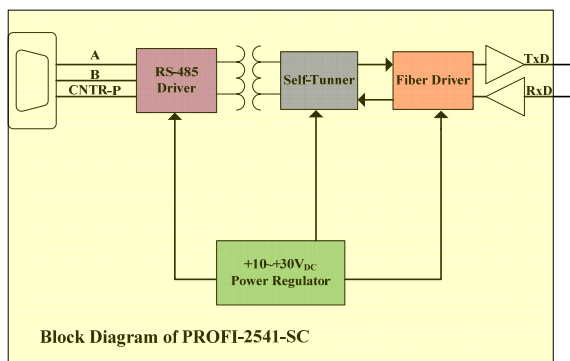 A
B
CNTR-P
RS-485
Driver
Self-Tunner
Fiber Driver
TxD
RxD
+10~+30VDC
Power Regulator
Block Diagram of PROFI-2541-SC